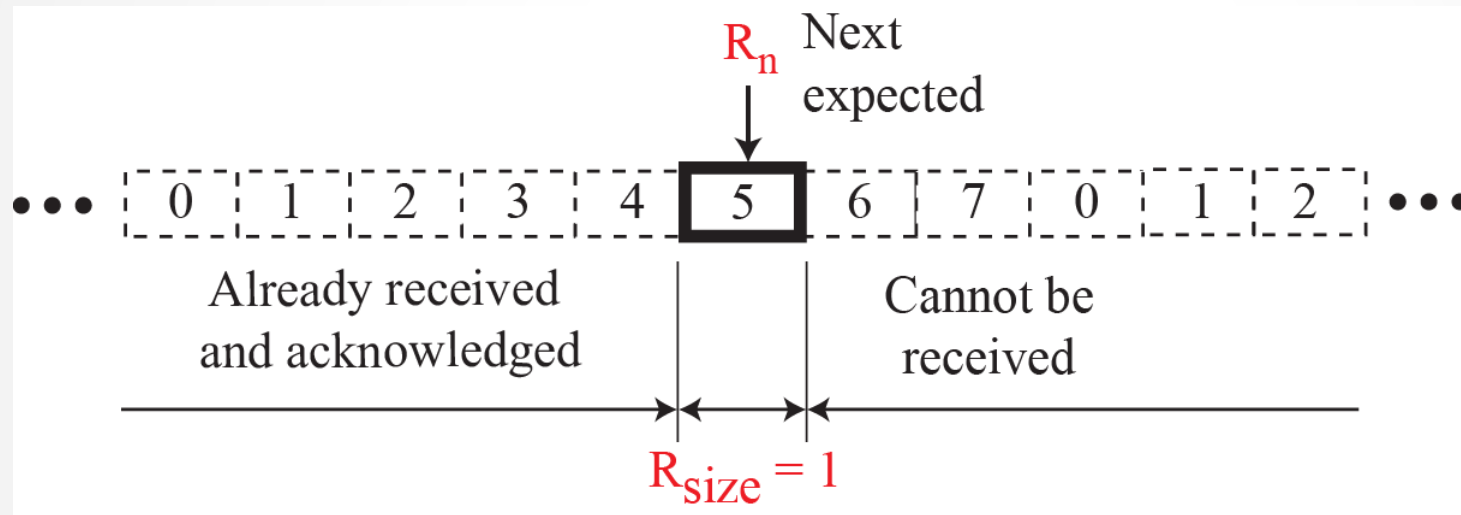 Rn Next
expected
••• 0 1 2 3 4 5 6 7 0 1 2 •••
Already received
and acknowledged
Cannot be
received
Rsize = 1